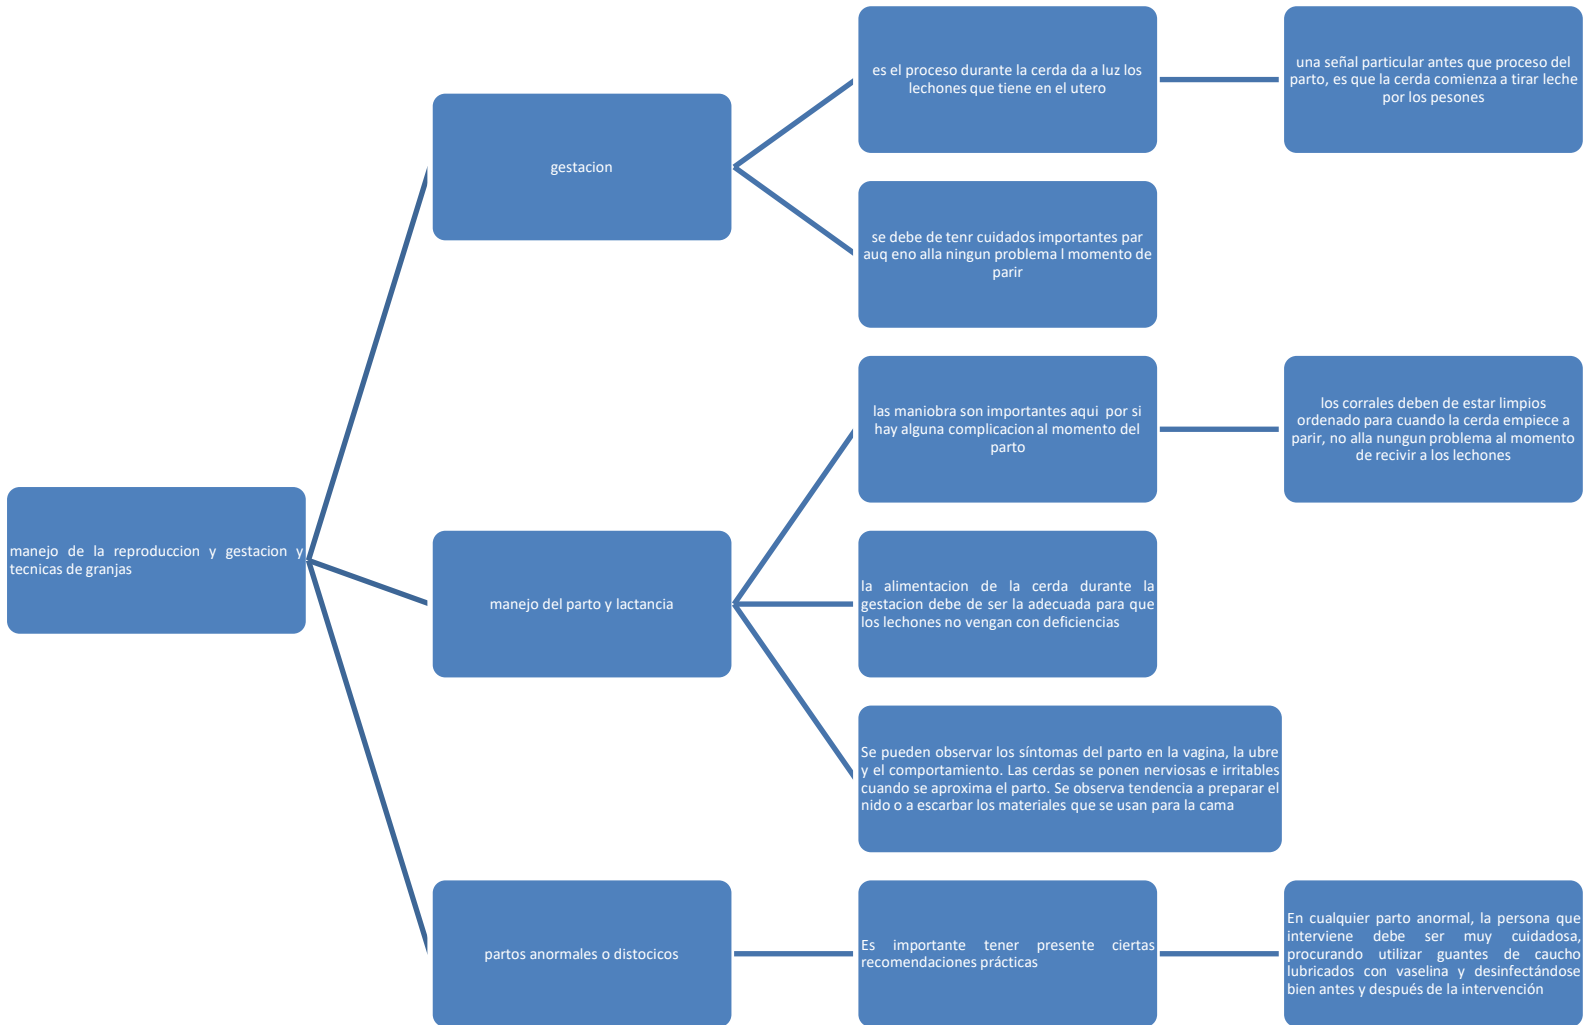 manejo de la reproduccion y gestacion y
tecnicas de granjas
gestacion
es el proceso durante la cerda da a luz los
lechones que tiene en el utero
una señal particular antes que proceso del
parto, es que la cerda comienza a tirar leche
por los pesones
se debe de tenr cuidados importantes par
auq eno alla ningun problema l momento de
parir
manejo del parto y lactancia
las maniobra son importantes aqui por si
hay alguna complicacion al momento del
parto
los corrales deben de estar limpios
ordenado para cuando la cerda empiece a
parir, no alla nungun problema al momento
de recivir a los lechones
la alimentacion de la cerda durante la
gestacion debe de ser la adecuada para que
los lechones no vengan con deficiencias
Se pueden observar los síntomas del parto en la vagina, la ubre
y el comportamiento. Las cerdas se ponen nerviosas e irritables
cuando se aproxima el parto. Se observa tendencia a preparar el
nido o a escarbar los materiales que se usan para la cama
partos anormales o distocicos
Es importante tener presente ciertas
recomendaciones prácticas
En cualquier parto anormal, la persona que
interviene debe ser muy cuidadosa,
procurando utilizar guantes de caucho
lubricados con vaselina y desinfectándose
bien antes y después de la intervención